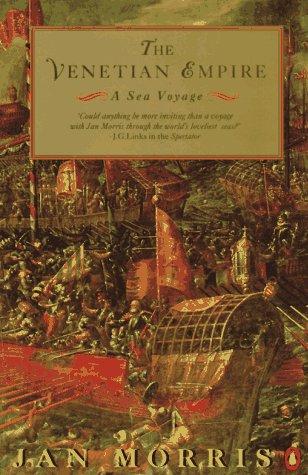 THE
VENETIAN EMPIRE
A Sea Voyage
'Could anything be more inviting than a voyage
with Jan Morris through the world's loveliest seas?'
-J.G.Links in the Spectator
JAN MORRIS